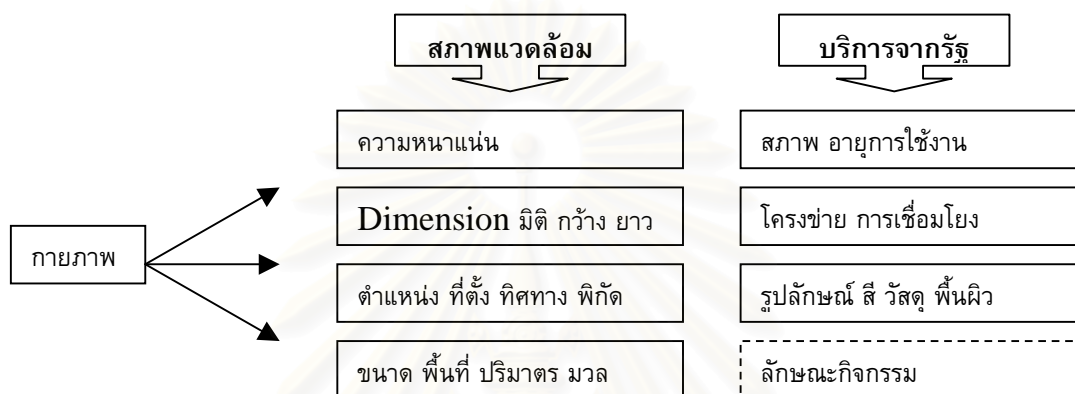 สภาพแวดล้อม
บริการจากรัฐ
ความหนาแน่น
สภาพ อายุการใช้งาน
Dimension มิติ กว้าง ยาว
โครงข่าย การเชื่อมโยง
กายภาพ
ตำแหน่ง ที่ตั้ง ทิศทาง พิกัด
รูปลักษณ์ สี วัสดุ พื้นผิว
ขนาด พื้นที่ ปริมาตร มวล
ลักษณะกิจกรรม